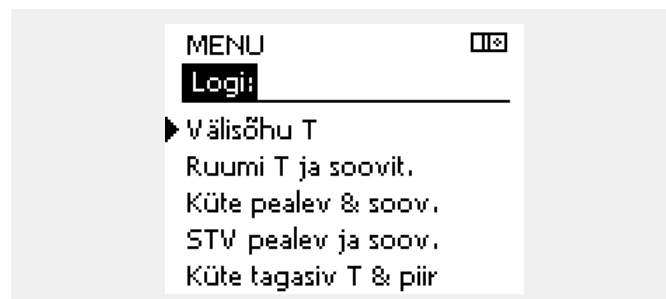 MENU
Logi:
Välisõhu T
Ruumi T ja soovit.
Küte pealev & soov.
STV pealev ja soov.
Küte tagasiv T & piir